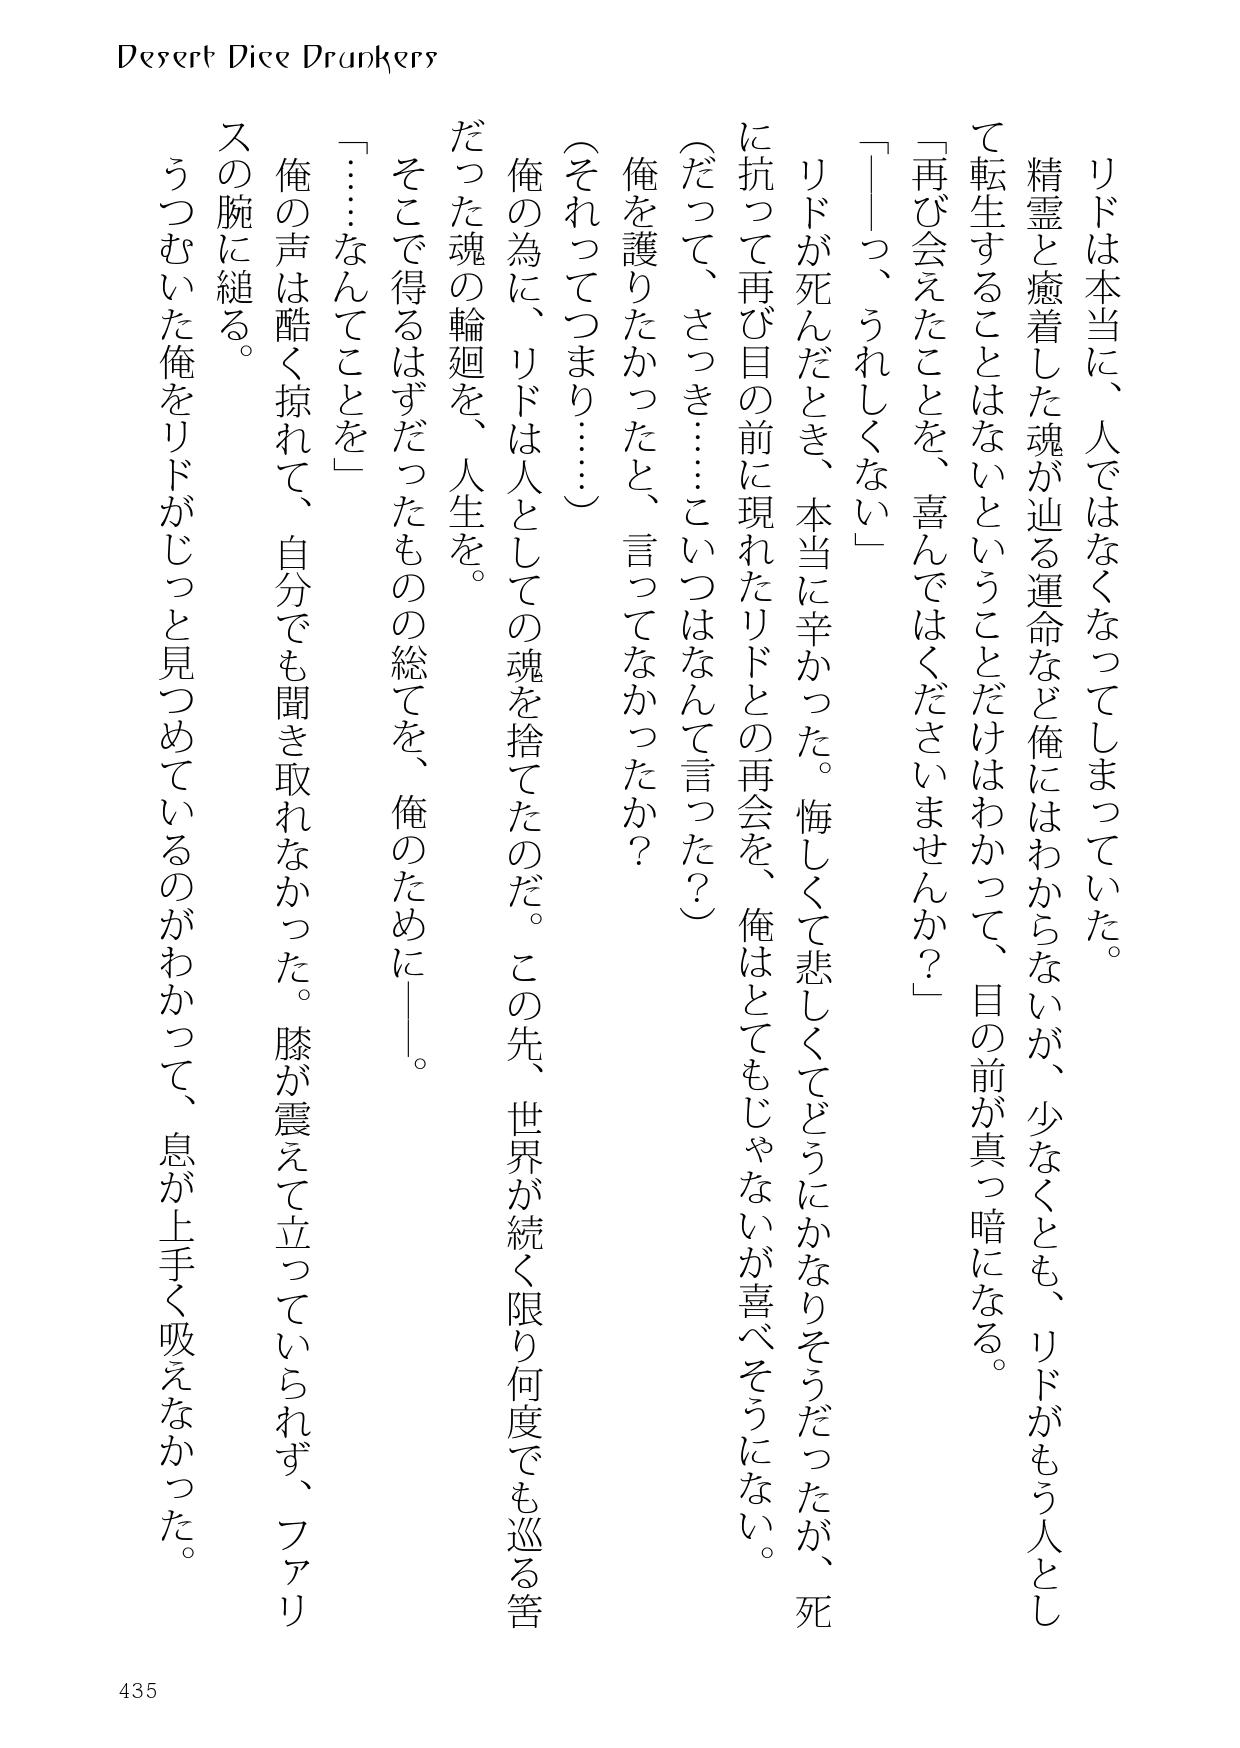 Desert Dice Drunkers
リドは本当に、人ではなくなってしまっていた。
精霊と癒着した魂が辿る運命など俺にはわからないが、少なくとも、リドがもう人とし
て転生することはないということだけはわかって、目の前が真っ暗になる。
「再び会えたことを、喜んではくださいませんか？」
「――っ、うれしくない」
リドが死んだとき、本当に辛かった。悔しくて悲しくてどうにかなりそうだったが、死
に抗って再び目の前に現れたリドとの再会を、俺はとてもじゃないが喜べそうにない。
（だって、さっき……こいつはなんて言った？）
俺を護りたかったと、言ってなかったか？
（それってつまり……）
俺の為に、リドは人としての魂を捨てたのだ。この先、世界が続く限り何度でも巡る筈
だった魂の輪廻を、人生を。
そこで得るはずだったものの総てを、俺のために――。
「……なんてことを」
俺の声は酷く掠れて、自分でも聞き取れなかった。膝が震えて立っていられず、ファリ
スの腕に縋る。
うつむいた俺をリドがじっと見つめているのがわかって、息が上手く吸えなかった。
435